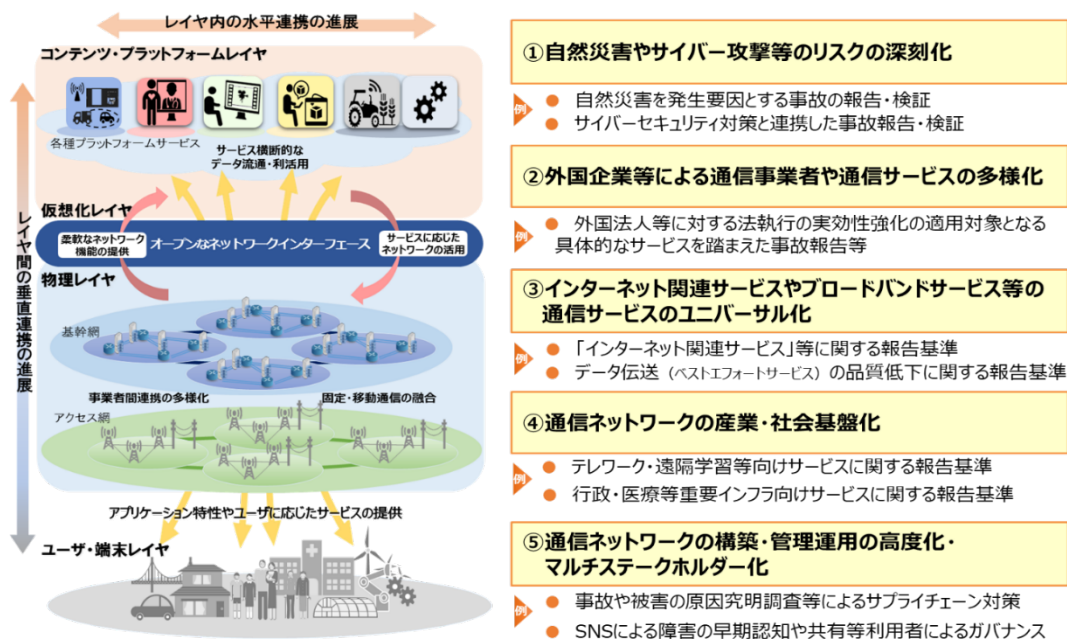 レイヤ内の水平連携の進展
コンテンツ・プラットフォームレイヤ
各種プラットフォームサービス
サービス横断的な
データ流通・利活用
仮想化レイヤ
オープンなネットワークインターフェース
柔軟なネットワーク
機能の提供
サービスに応じた
ネットワークの活用
レイヤ間の垂直連携の進展
物理レイヤ
基幹網
事業者間連携の多様化
固定・移動通信の融合
アクセス網
アプリケーション特性やユーザに応じたサービスの提供
ユーザ・端末レイヤ
①自然災害やサイバー攻撃等のリスクの深刻化
例
● 自然災害を発生要因とする事故の報告・検証
● サイバーセキュリティ対策と連携した事故報告・検証
②外国企業等による通信事業者や通信サービスの多様化
例
● 外国法人等に対する法執行の実効性強化の適用対象となる
具体的なサービスを踏まえた事故報告等
③インターネット関連サービスやブロードバンドサービス等の
通信サービスのユニバーサル化
例
● 「インターネット関連サービス」等に関する報告基準
● データ伝送（ベストエフォートサービス）の品質低下に関する報告基準
④通信ネットワークの産業・社会基盤化
例
● テレワーク・遠隔学習等向けサービスに関する報告基準
● 行政・医療等重要インフラ向けサービスに関する報告基準
⑤通信ネットワークの構築・管理運用の高度化・
マルチステークホルダー化
例
● 事故や被害の原因究明調査等によるサプライチェーン対策
● SNSによる障害の早期認知や共有等利用者によるガバナンス